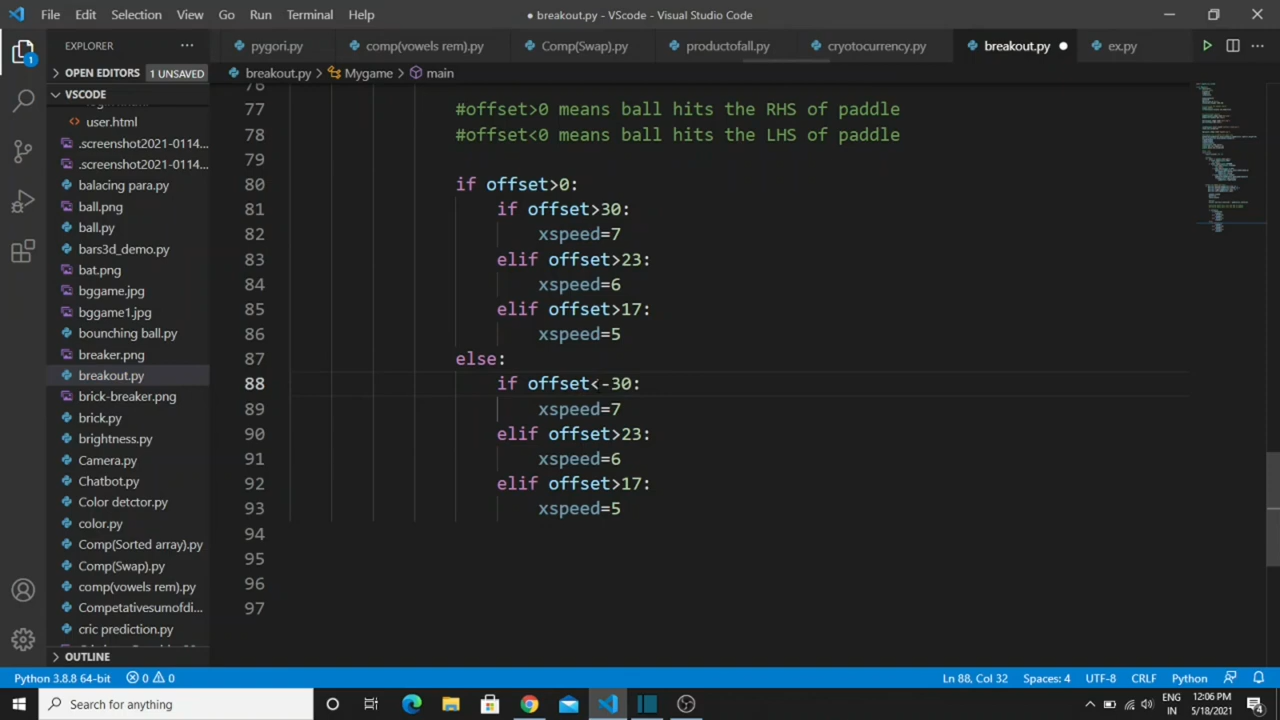 File Edit Selection View Go Run Terminal Help
● breakout.py - VScode - Visual Studio Code
EXPLORER
pygori.py comp(vowels rem).py Comp(Swap).py productofall.py cryotocurrency.py breakout.py ● ex.py
OPEN EDITORS 1 UNSAVED
breakout.py > Mygame > main
VSCODE
user.html
.screenshot2021-0114...
.screenshot2021-0114...
balacing para.py
ball.png
ball.py
bars3d_demo.py
bat.png
bggame.jpg
bggame1.jpg
bounching ball.py
breaker.png
breakout.py
brick-breaker.png
brick.py
brightness.py
Camera.py
Chatbot.py
Color detctor.py
color.py
Comp(Sorted array).py
Comp(Swap).py
comp(vowels rem).py
Competativesumofdi...
cric prediction.py
OUTLINE
76
77 #offset>0 means ball hits the RHS of paddle
78 #offset<0 means ball hits the LHS of paddle
79
80 if offset>0:
81 if offset>30:
82 xspeed=7
83 elif offset>23:
84 xspeed=6
85 elif offset>17:
86 xspeed=5
87 else:
88 if offset<-30:
89 xspeed=7
90 elif offset>23:
91 xspeed=6
92 elif offset>17:
93 xspeed=5
94
95
96
97
Python 3.8.8 64-bit 0 0 Ln 88, Col 32 Spaces: 4 UTF-8 CRLF Python
Type here to search
ENG
IN
12:06 PM
5/18/2021
4
1